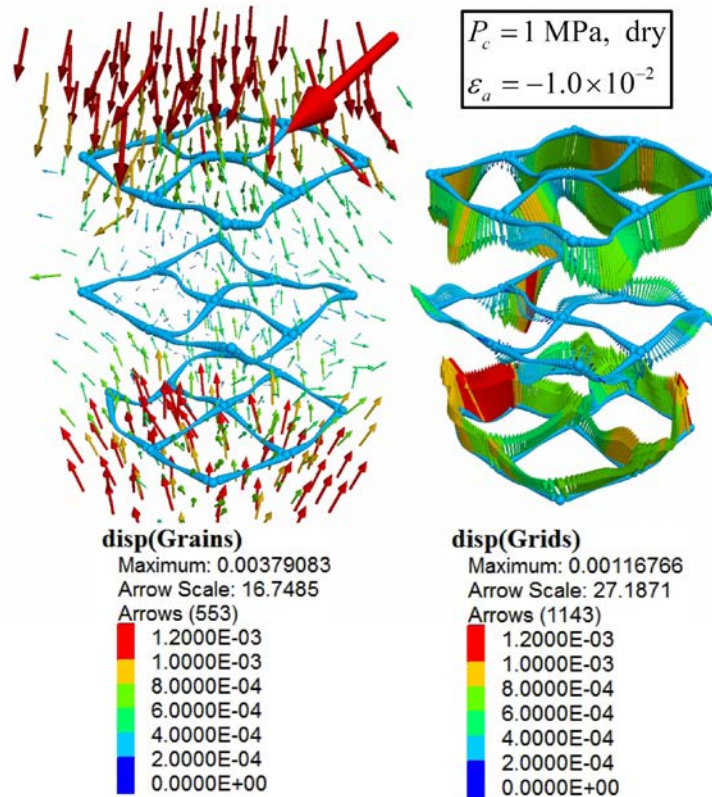 P_c = 1 MPa, dry
ε_a = −1.0×10⁻²
disp(Grains)
Maximum: 0.00379083
Arrow Scale: 16.7485
Arrows (553)
1.2000E-03
1.0000E-03
8.0000E-04
6.0000E-04
4.0000E-04
2.0000E-04
0.0000E+00
disp(Grids)
Maximum: 0.00116766
Arrow Scale: 27.1871
Arrows (1143)
1.2000E-03
1.0000E-03
8.0000E-04
6.0000E-04
4.0000E-04
2.0000E-04
0.0000E+00